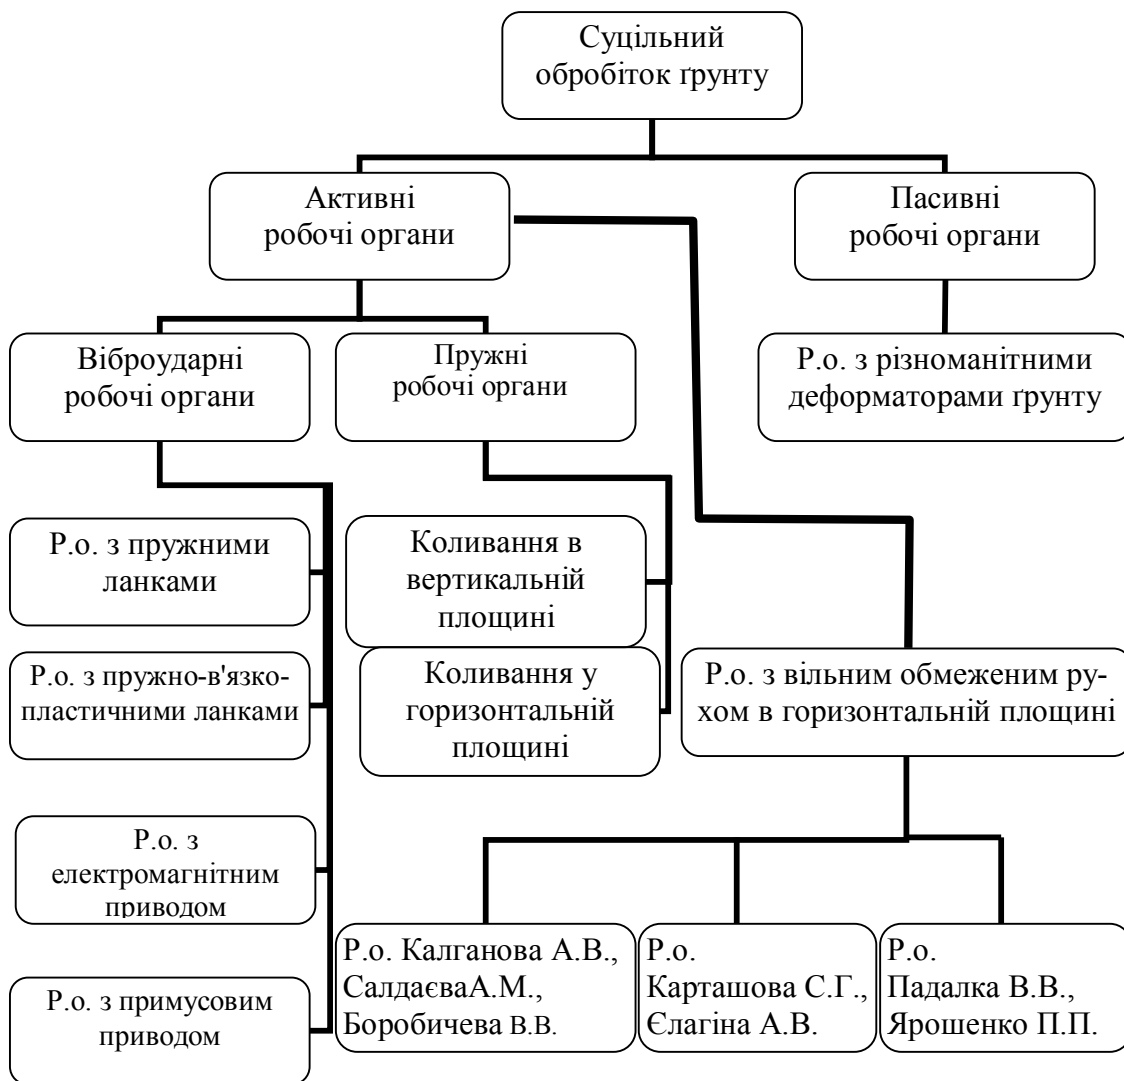 Суцільний
обробіток ґрунту
Активні
робочі органи
Пасивні
робочі органи
Віброударні
робочі органи
Пружні
робочі органи
Р.о. з різноманітними
деформаторами ґрунту
Р.о. з пружними
ланками
Р.о. з пружно-в'язко-
пластичними ланками
Р.о. з
електромагнітним
приводом
Р.о. з примусовим
приводом
Коливання в
вертикальній
площині
Коливання у
горизонтальній
площині
Р.о. з вільним обмеженим ру-
хом в горизонтальній площині
Р.о. Калганова А.В.,
СалдаєваА.М.,
Боробичева В.В.
Р.о.
Карташова С.Г.,
Єлагіна А.В.
Р.о.
Падалка В.В.,
Ярошенко П.П.